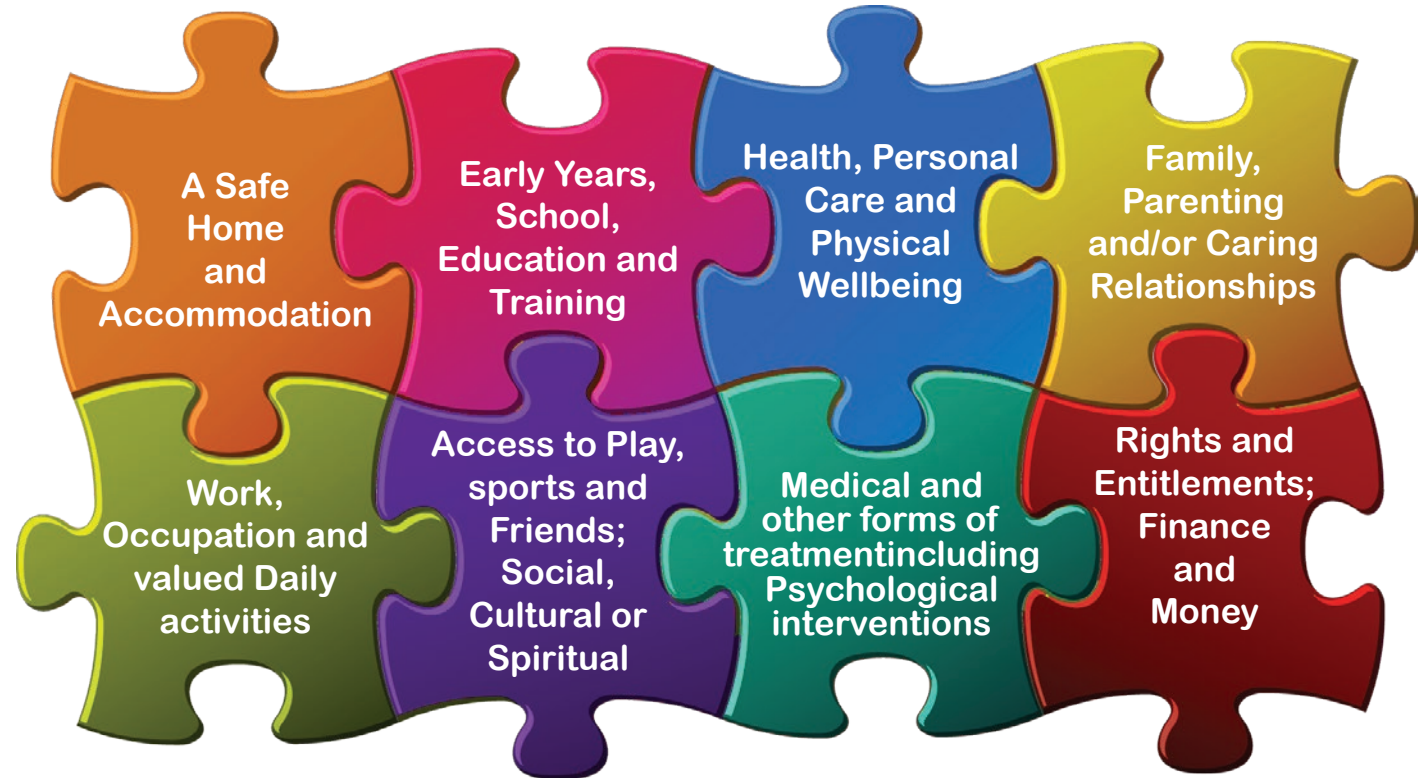 A Safe
Home
and
Accommodation
Early Years,
School,
Education and
Training
Health, Personal
Care and
Physical
Wellbeing
Family,
Parenting
and/or Caring
Relationships
Work,
Occupation and
valued Daily
activities
Access to Play,
sports and
Friends;
Social,
Cultural or
Spiritual
Medical and
other forms of
treatmentincluding
Psychological
interventions
Rights and
Entitlements;
Finance
and
Money